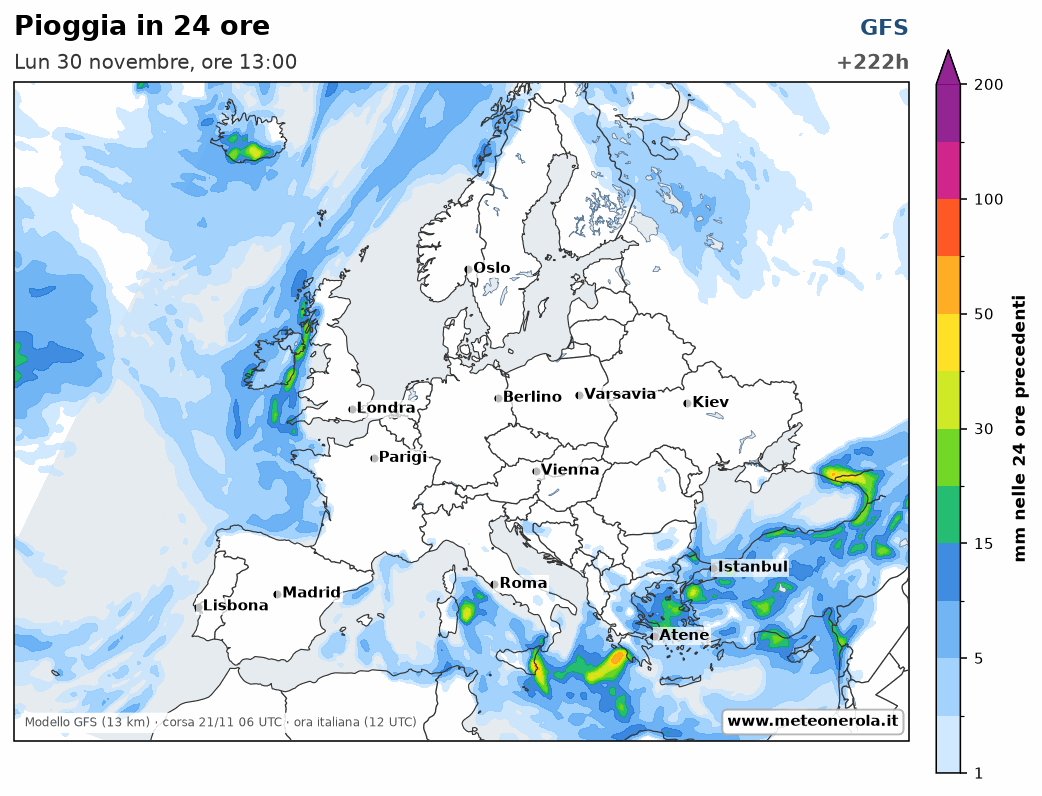 Pioggia in 24 ore
GFS
Lun 30 novembre, ore 13:00
+222h
200
100
50
30
15
5
1
mm nelle 24 ore precedenti
Oslo
Berlino
Varsavia
Kiev
Londra
Parigi
Vienna
Istanbul
Roma
Madrid
Lisbona
Atene
Modello GFS (13 km) · corsa 21/11 06 UTC · ora italiana (12 UTC)
www.meteonerola.it